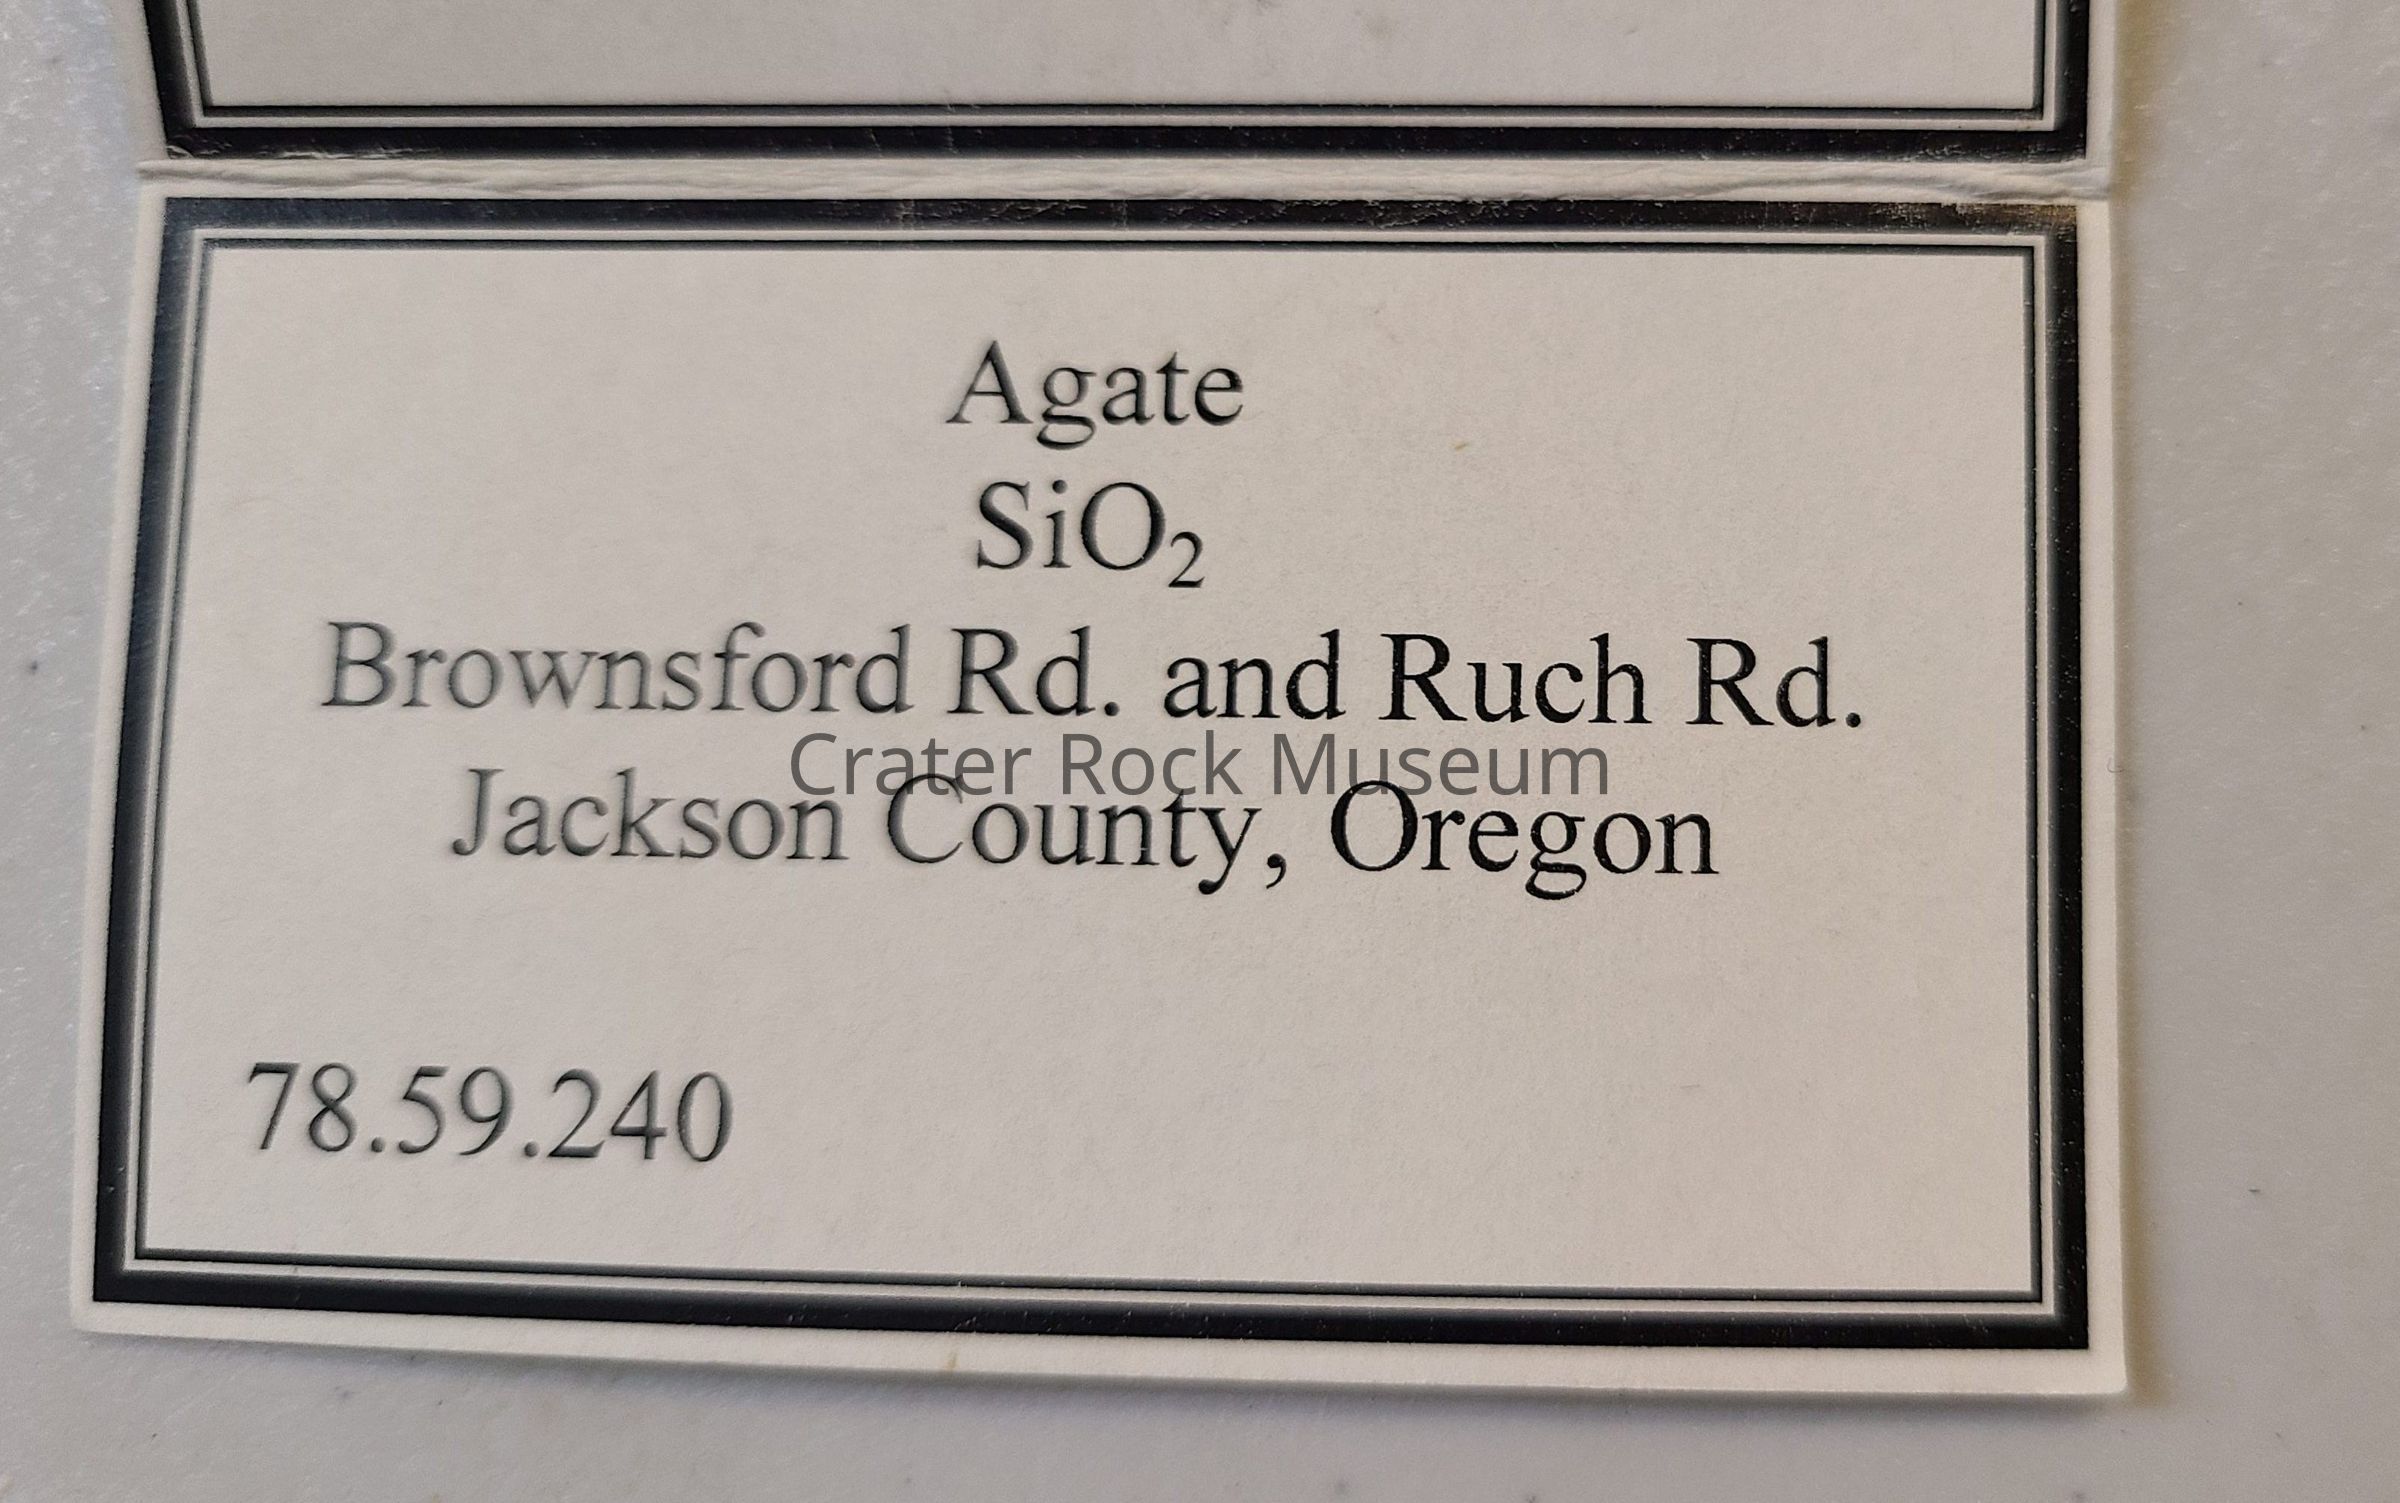 Agate
SiO₂
Brownsford Rd. and Ruch Rd.
Crater Rock Museum
Jackson County, Oregon
78.59.240